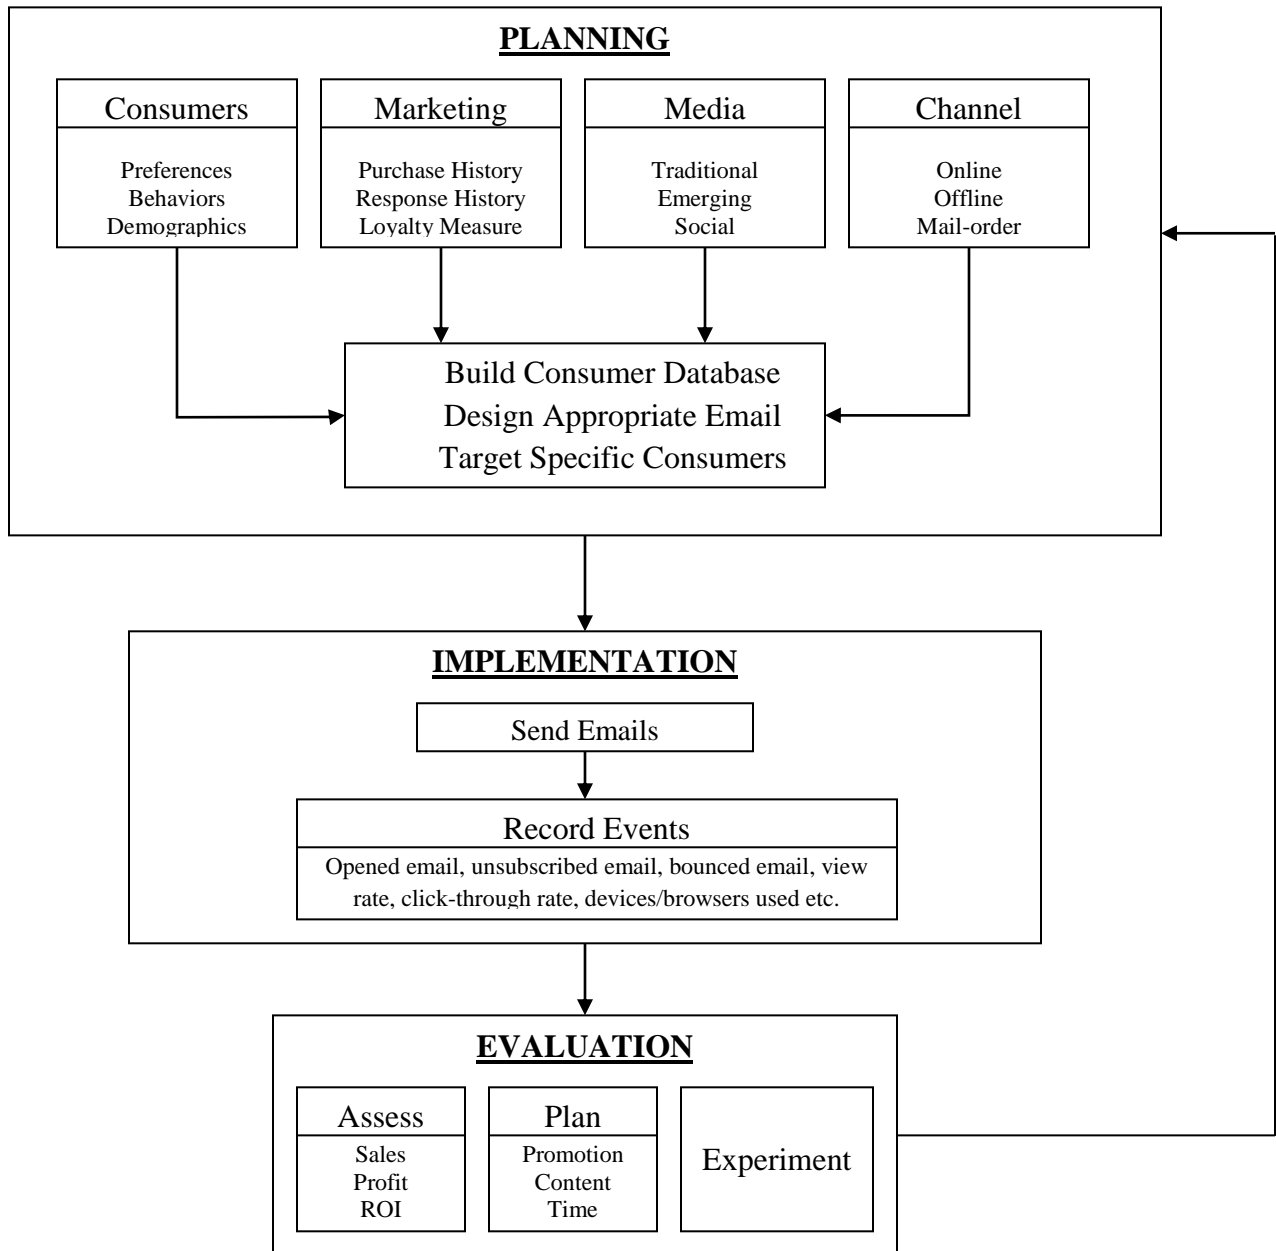 PLANNING
Consumers
Preferences
Behaviors
Demographics
Marketing
Purchase History
Response History
Loyalty Measure
Media
Traditional
Emerging
Social
Channel
Online
Offline
Mail-order
Build Consumer Database
Design Appropriate Email
Target Specific Consumers
IMPLEMENTATION
Send Emails
Record Events
Opened email, unsubscribed email, bounced email, view
rate, click-through rate, devices/browsers used etc.
EVALUATION
Assess
Sales
Profit
ROI
Plan
Promotion
Content
Time
Experiment